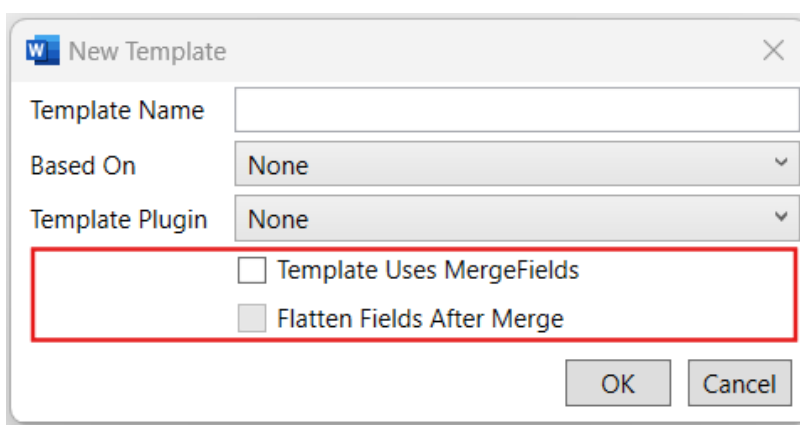 W New Template
Template Name
Based On None
Template Plugin None
Template Uses MergeFields
Flatten Fields After Merge
OK Cancel